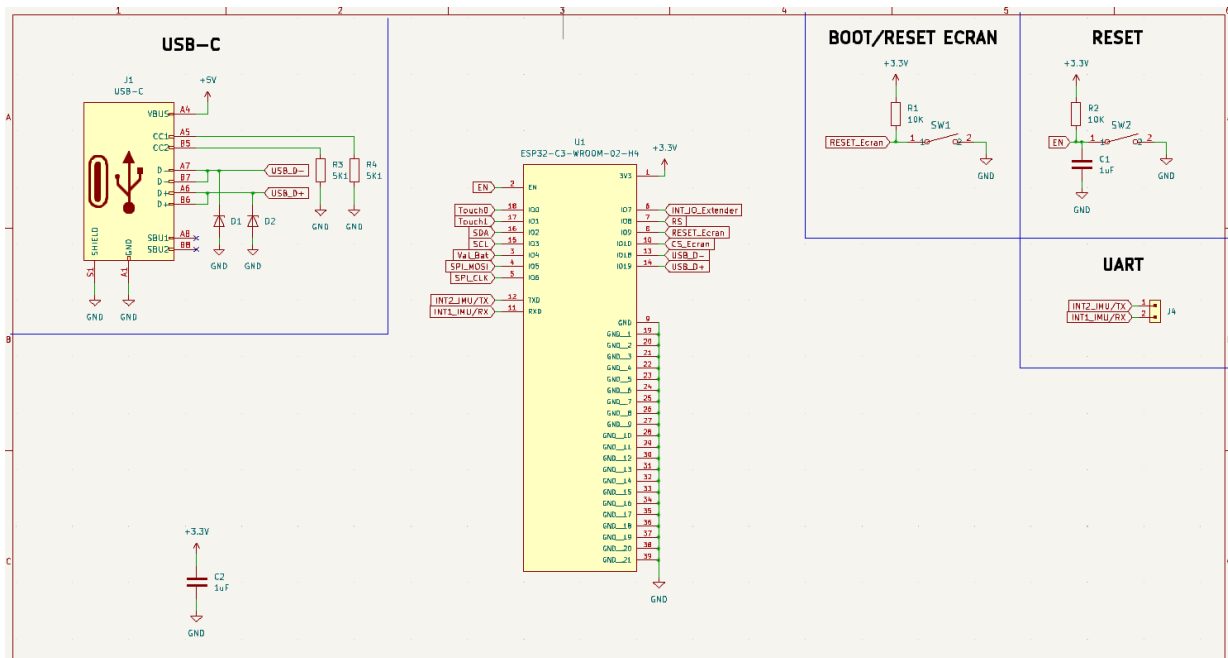 1 2 3 4 5 6
A
B
C
USB-C
J1
USB-C
+5V
VBUS A4
CC1 A5
CC2 B5
D- A7
D- B7
D+ A6
D+ B6
SBU1 A8
SBU2 B8
SHIELD
GND
S1
A1
GND
GND
USB_D-
USB_D+
D1
D2
GND
GND
R3
5K1
R4
5K1
GND
GND
+3.3V
C2
1uF
GND
U1
ESP32-C3-WROOM-02-H4
+3.3V
EN 2 EN
Touch0 18 IO0
Touch1 17 IO1
SDA 16 IO2
SCL 15 IO3
Val_Bat 3 IO4
SPI_MOSI 4 IO5
SPI_CLK 5 IO6
INT2_IMU/TX 12 TXD
INT1_IMU/RX 11 RXD
3V3 1
IO7 6 INT_IO_Extender
IO8 7 RS
IO9 8 RESET_Ecran
IO10 10 CS_Ecran
IO18 13 USB_D-
IO19 14 USB_D+
GND 9
GND_1 19
GND_2 20
GND_3 21
GND_4 22
GND_5 23
GND_6 24
GND_7 25
GND_8 26
GND_9 27
GND_10 28
GND_11 29
GND_12 30
GND_13 31
GND_14 32
GND_15 33
GND_16 34
GND_17 35
GND_18 36
GND_19 37
GND_20 38
GND_21 39
GND
BOOT/RESET ECRAN
+3.3V
R1
10K
RESET_Ecran
1 SW1 2
GND
RESET
+3.3V
R2
10K
EN
1 SW2 2
C1
1uF
GND
GND
UART
INT2_IMU/TX 1
INT1_IMU/RX 2
J4